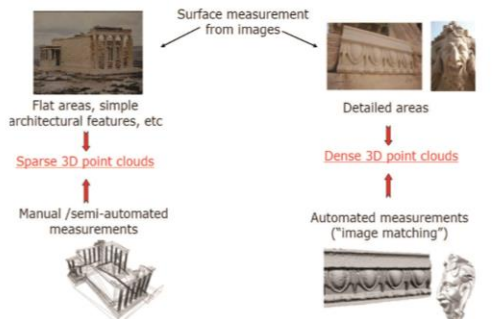 Surface measurement
from images
Flat areas, simple
architectural features, etc
Sparse 3D point clouds
Manual /semi-automated
measurements
Detailed areas
Dense 3D point clouds
Automated measurements
("image matching")